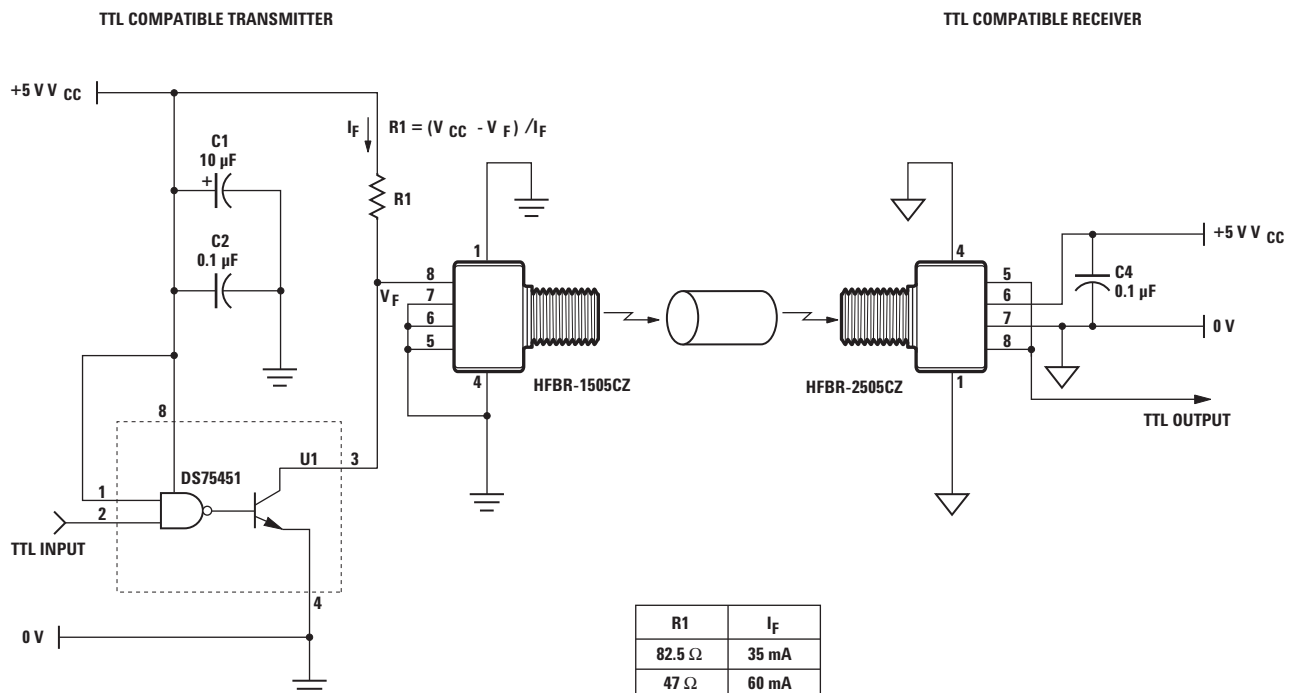 TTL COMPATIBLE TRANSMITTER
TTL COMPATIBLE RECEIVER
+5 V V CC
I F
R1 = (V CC - V F ) /I F
C1
10 µF
+
R1
C2
0.1 µF
1
8
V F
7
6
5
4
HFBR-1505CZ
4
5
6
7
8
1
HFBR-2505CZ
+5 V V CC
C4
0.1 µF
0 V
TTL OUTPUT
8
U1
3
DS75451
1
2
TTL INPUT
4
0 V
R1 I F
82.5 Ω 35 mA
47 Ω 60 mA